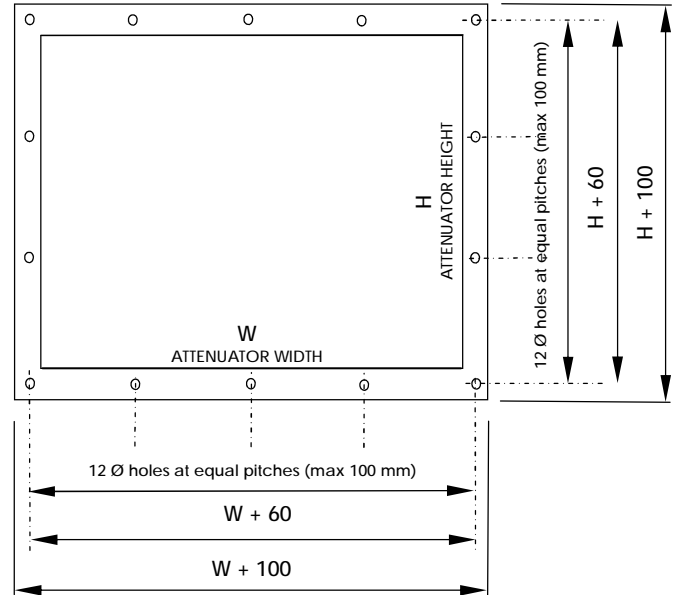 H
ATTENUATOR HEIGHT
12 Ø holes at equal pitches (max 100 mm)
H + 60
H + 100
W
ATTENUATOR WIDTH
12 Ø holes at equal pitches (max 100 mm)
W + 60
W + 100